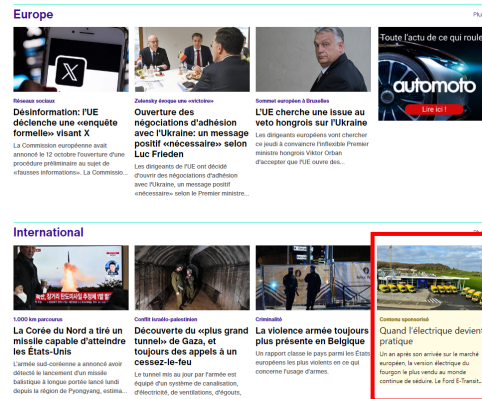 Europe
Plu
Toute l'actu de ce qui roule
automoto
Lire ici !
Réseaux sociaux
Désinformation: l'UE
déclenche une «enquête
formelle» visant X
La Commission européenne avait
annoncé le 12 octobre l'ouverture d'une
procédure préliminaire au sujet de
«fausses informations». La Commissio...
Zelensky évoque une «victoire»
Ouverture des
négociations d'adhésion
avec l'Ukraine: un message
positif «nécessaire» selon
Luc Frieden
Les dirigeants de l'UE ont décidé
d'ouvrir des négociations d'adhésion
avec l'Ukraine, un message positif
«nécessaire» selon le Premier ministre...
Sommet européen à Bruxelles
L'UE cherche une issue au
veto hongrois sur l'Ukraine
Les dirigeants européens vont chercher
ce jeudi à convaincre l'inflexible Premier
ministre hongrois Viktor Orban
d'accepter que l'UE ouvre des...
International
1.000 km parcourus
La Corée du Nord a tiré un
missile capable d'atteindre
les États-Unis
L'armée sud-coréenne a annoncé avoir
détecté le lancement d'un missile
balistique à longue portée lancé lundi
depuis la région de Pyongyang, estima...
Conflit israélo-palestinien
Découverte du «plus grand
tunnel» de Gaza, et
toujours des appels à un
cessez-le-feu
Le tunnel mis au jour par l'armée est
équipé d'un système de canalisation,
d'électricité, de ventilations, d'égouts,
Criminalité
La violence armée toujours
plus présente en Belgique
Un rapport classe le pays parmi les États
européens les plus violents en ce qui
concerne l'usage d'armes.
Contenu sponsorisé
Quand l'électrique devient
pratique
Un an après son arrivée sur le marché
européen, la version électrique du
fourgon le plus vendu au monde
continue de séduire. Le Ford E-Transit...